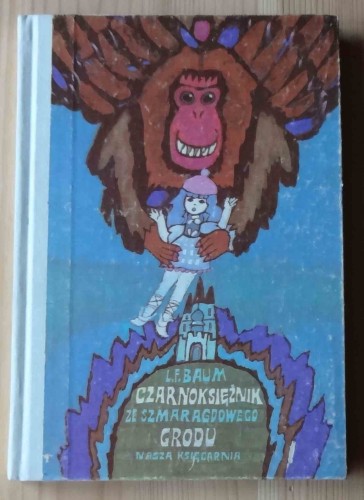 L.F. BAUM
CZARNOKSIĘŻNIK
ZE SZMARAGDOWEGO
GRODU
NASZA KSIĘGARNIA